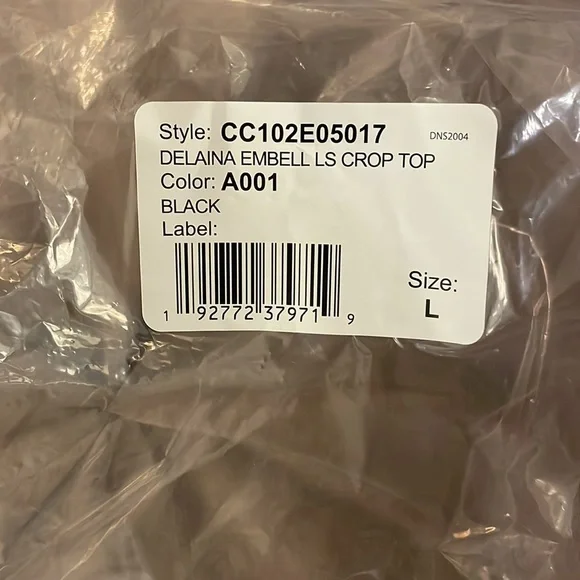 Style: CC102E05017 DNS2004
DELAINA EMBELL LS CROP TOP
Color: A001
BLACK
Label:
Size:
L
1 92772 37971 9